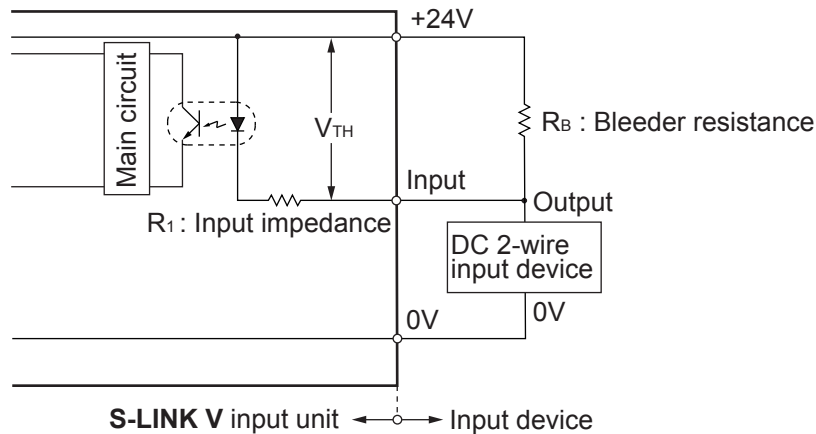 +24V
Main circuit
VTH
RB : Bleeder resistance
Input
Output
R1 : Input impedance
DC 2-wire
input device
0V
0V
S-LINK V input unit
Input device